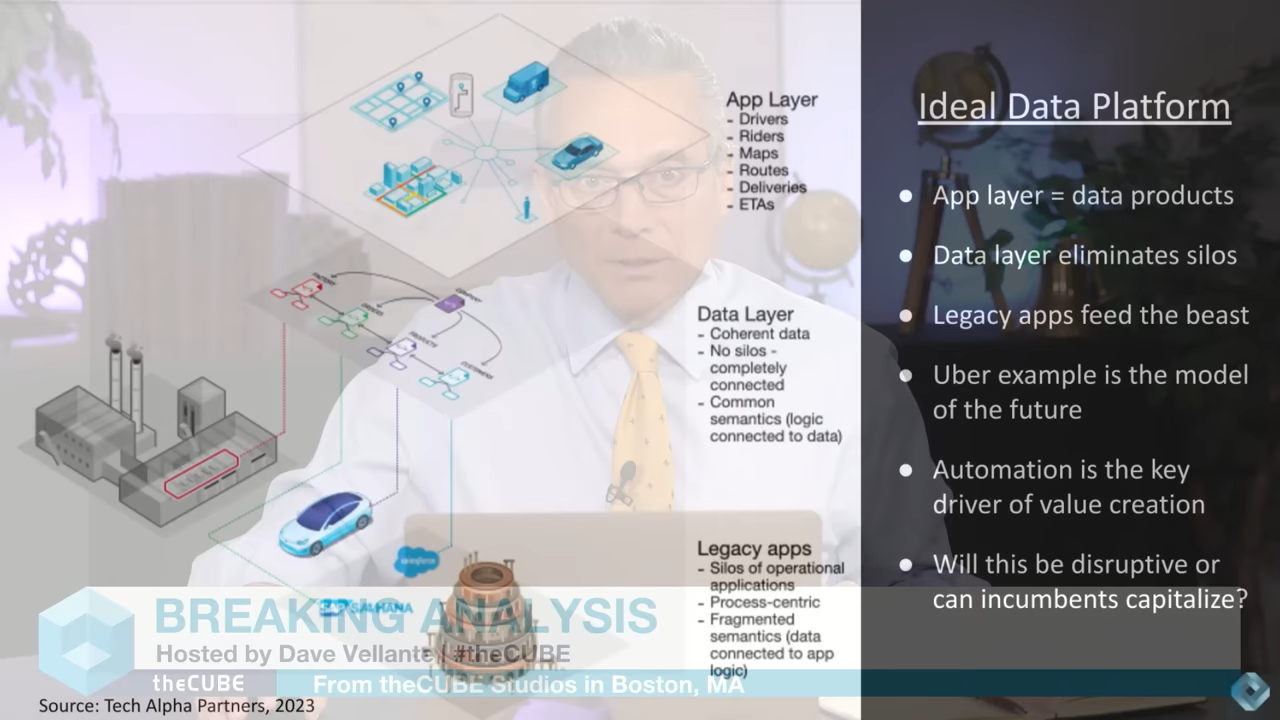 App Layer
- Drivers
- Riders
- Maps
- Routes
- Deliveries
- ETAs
Data Layer
- Coherent data
- No silos -
completely
connected
- Common
semantics (logic
connected to data)
PRODUCTS
CUSTOMERS
salesforce
SAP HANA
Legacy apps
- Silos of operational
applications
- Process-centric
- Fragmented
semantics (data
connected to app
logic)
Ideal Data Platform
● App layer = data products
● Data layer eliminates silos
● Legacy apps feed the beast
● Uber example is the model
of the future
● Automation is the key
driver of value creation
● Will this be disruptive or
can incumbents capitalize?
BREAKING ANALYSIS
Hosted by Dave Vellante | #theCUBE
theCUBE
From theCUBE Studios in Boston, MA
Source: Tech Alpha Partners, 2023